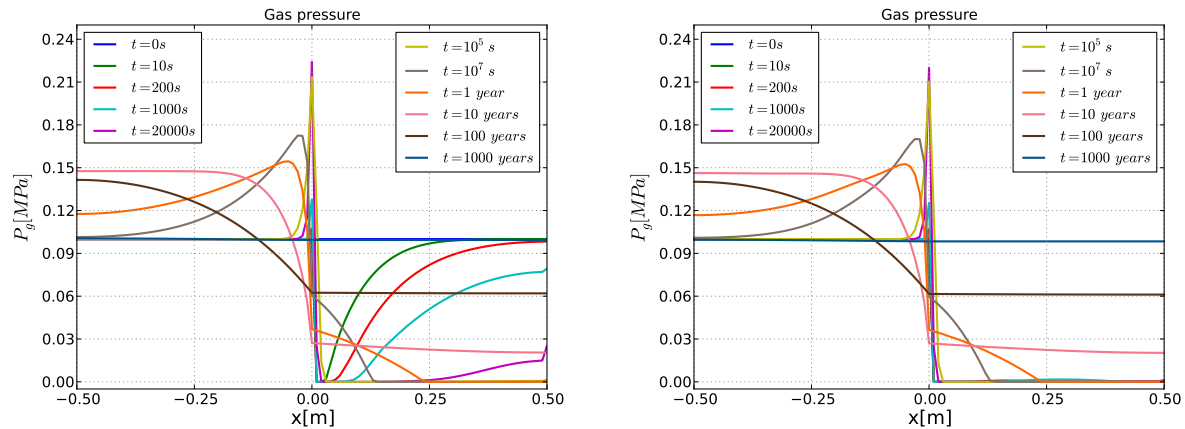 Gas pressure
0.24
0.21
0.18
0.15
0.12
0.09
0.06
0.03
0.00
P_g[MPa]
t=0s
t=10s
t=200s
t=1000s
t=20000s
t=10^5 s
t=10^7 s
t=1 year
t=10 years
t=100 years
t=1000 years
−0.50 −0.25 0.00 0.25 0.50
x[m]
Gas pressure
0.24
0.21
0.18
0.15
0.12
0.09
0.06
0.03
0.00
P_g[MPa]
t=0s
t=10s
t=200s
t=1000s
t=20000s
t=10^5 s
t=10^7 s
t=1 year
t=10 years
t=100 years
t=1000 years
−0.50 −0.25 0.00 0.25 0.50
x[m]